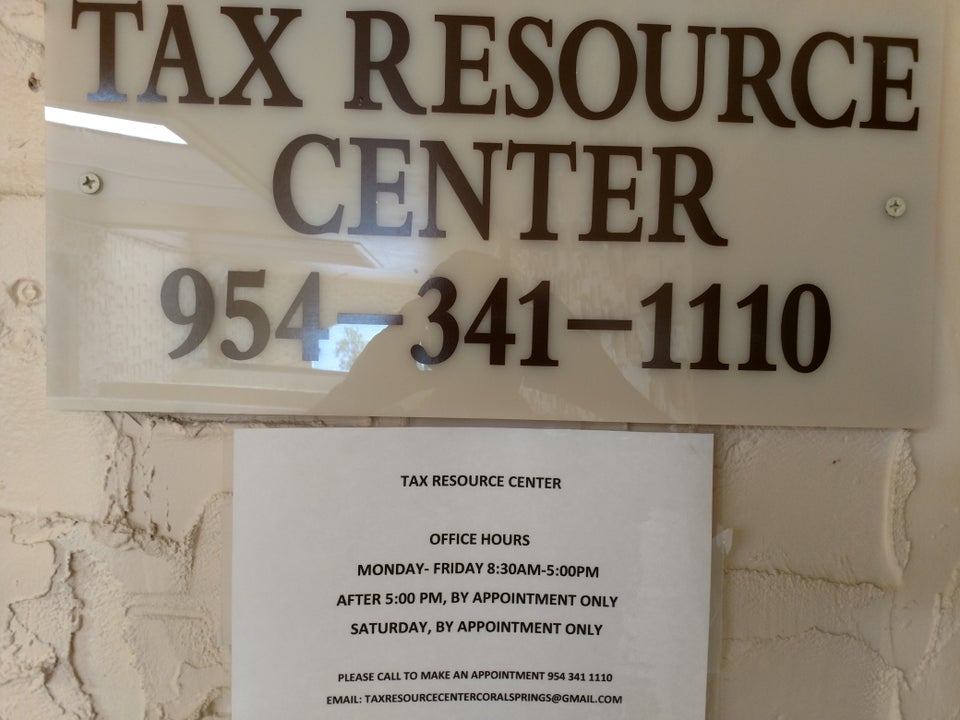 TAX RESOURCE
CENTER
954-341-1110
TAX RESOURCE CENTER
OFFICE HOURS
MONDAY- FRIDAY 8:30AM-5:00PM
AFTER 5:00 PM, BY APPOINTMENT ONLY
SATURDAY, BY APPOINTMENT ONLY
PLEASE CALL TO MAKE AN APPOINTMENT 954 341 1110
EMAIL: TAXRESOURCECENTERCORALSPRINGS@GMAIL.COM